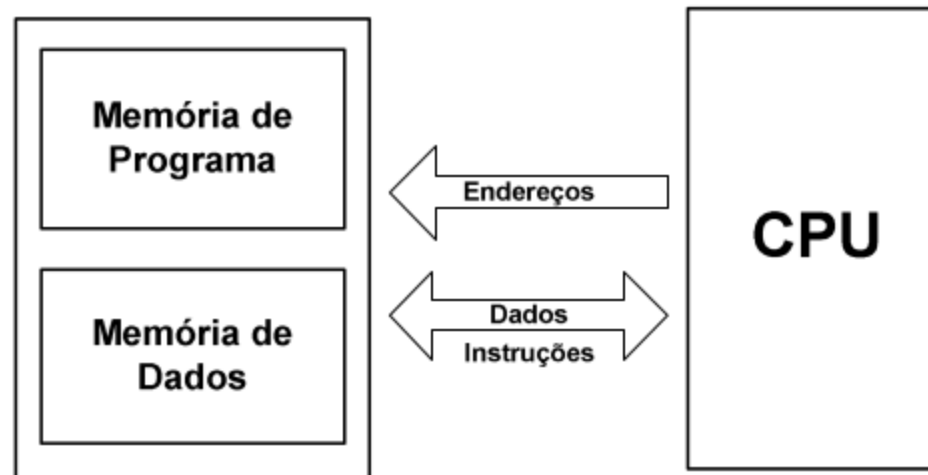 Memória de
Programa
Endereços
CPU
Dados
Instruções
Memória de
Dados